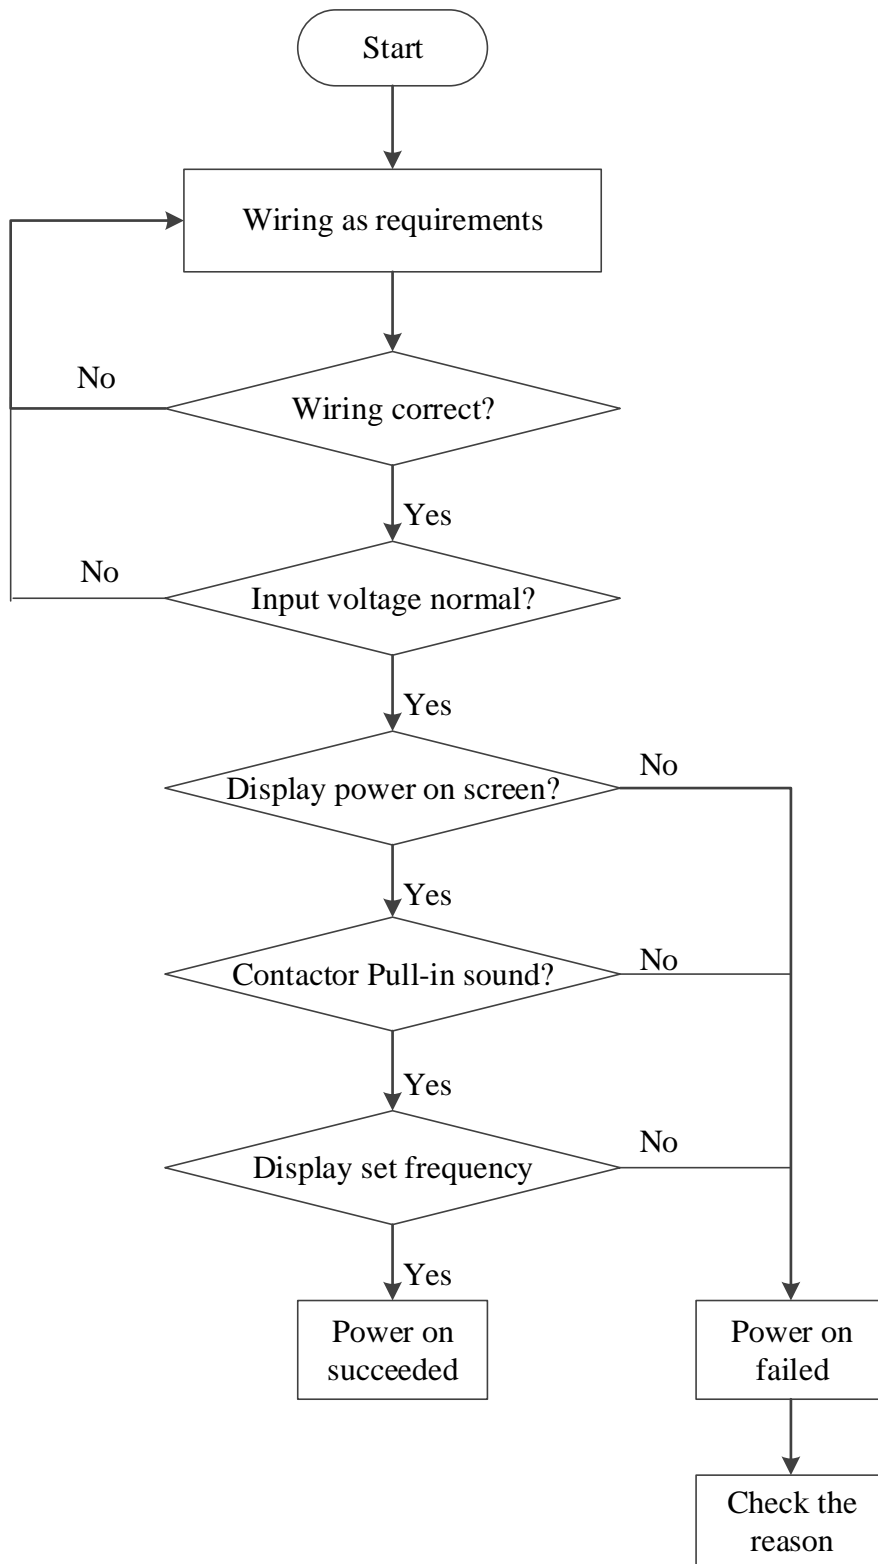 Start
Wiring as requirements
No
Wiring correct?
Yes
No
Input voltage normal?
Yes
No
Display power on screen?
Yes
Contactor Pull-in sound?
No
Yes
No
Display set frequency
Yes
Power on
succeeded
Power on
failed
Check the
reason